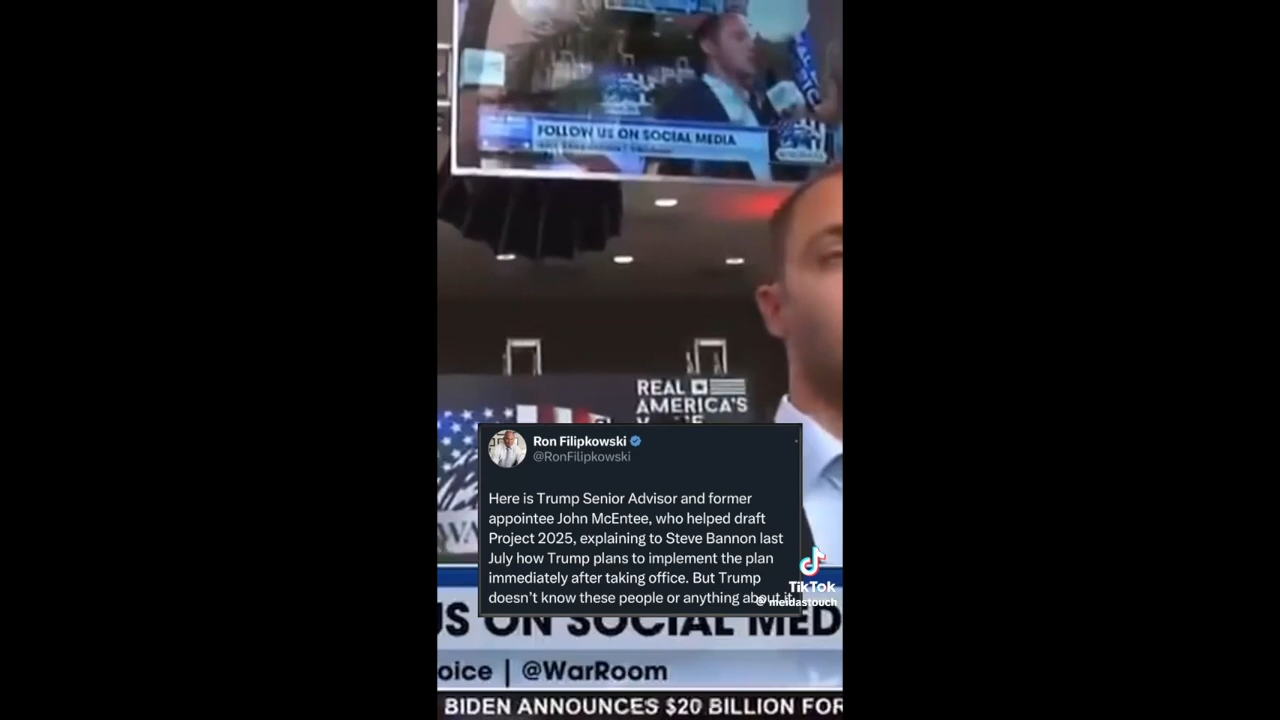 FOLLOW US ON SOCIAL MEDIA
REAL
AMERICA'S
Ron Filipkowski
@RonFilipkowski
Here is Trump Senior Advisor and former
appointee John McEntee, who helped draft
Project 2025, explaining to Steve Bannon last
July how Trump plans to implement the plan
immediately after taking office. But Trump
doesn't know these people or anything about it.
TikTok
@meidastouch
US ON SOCIAL MED
oice | @WarRoom
BIDEN ANNOUNCES $20 BILLION FOR